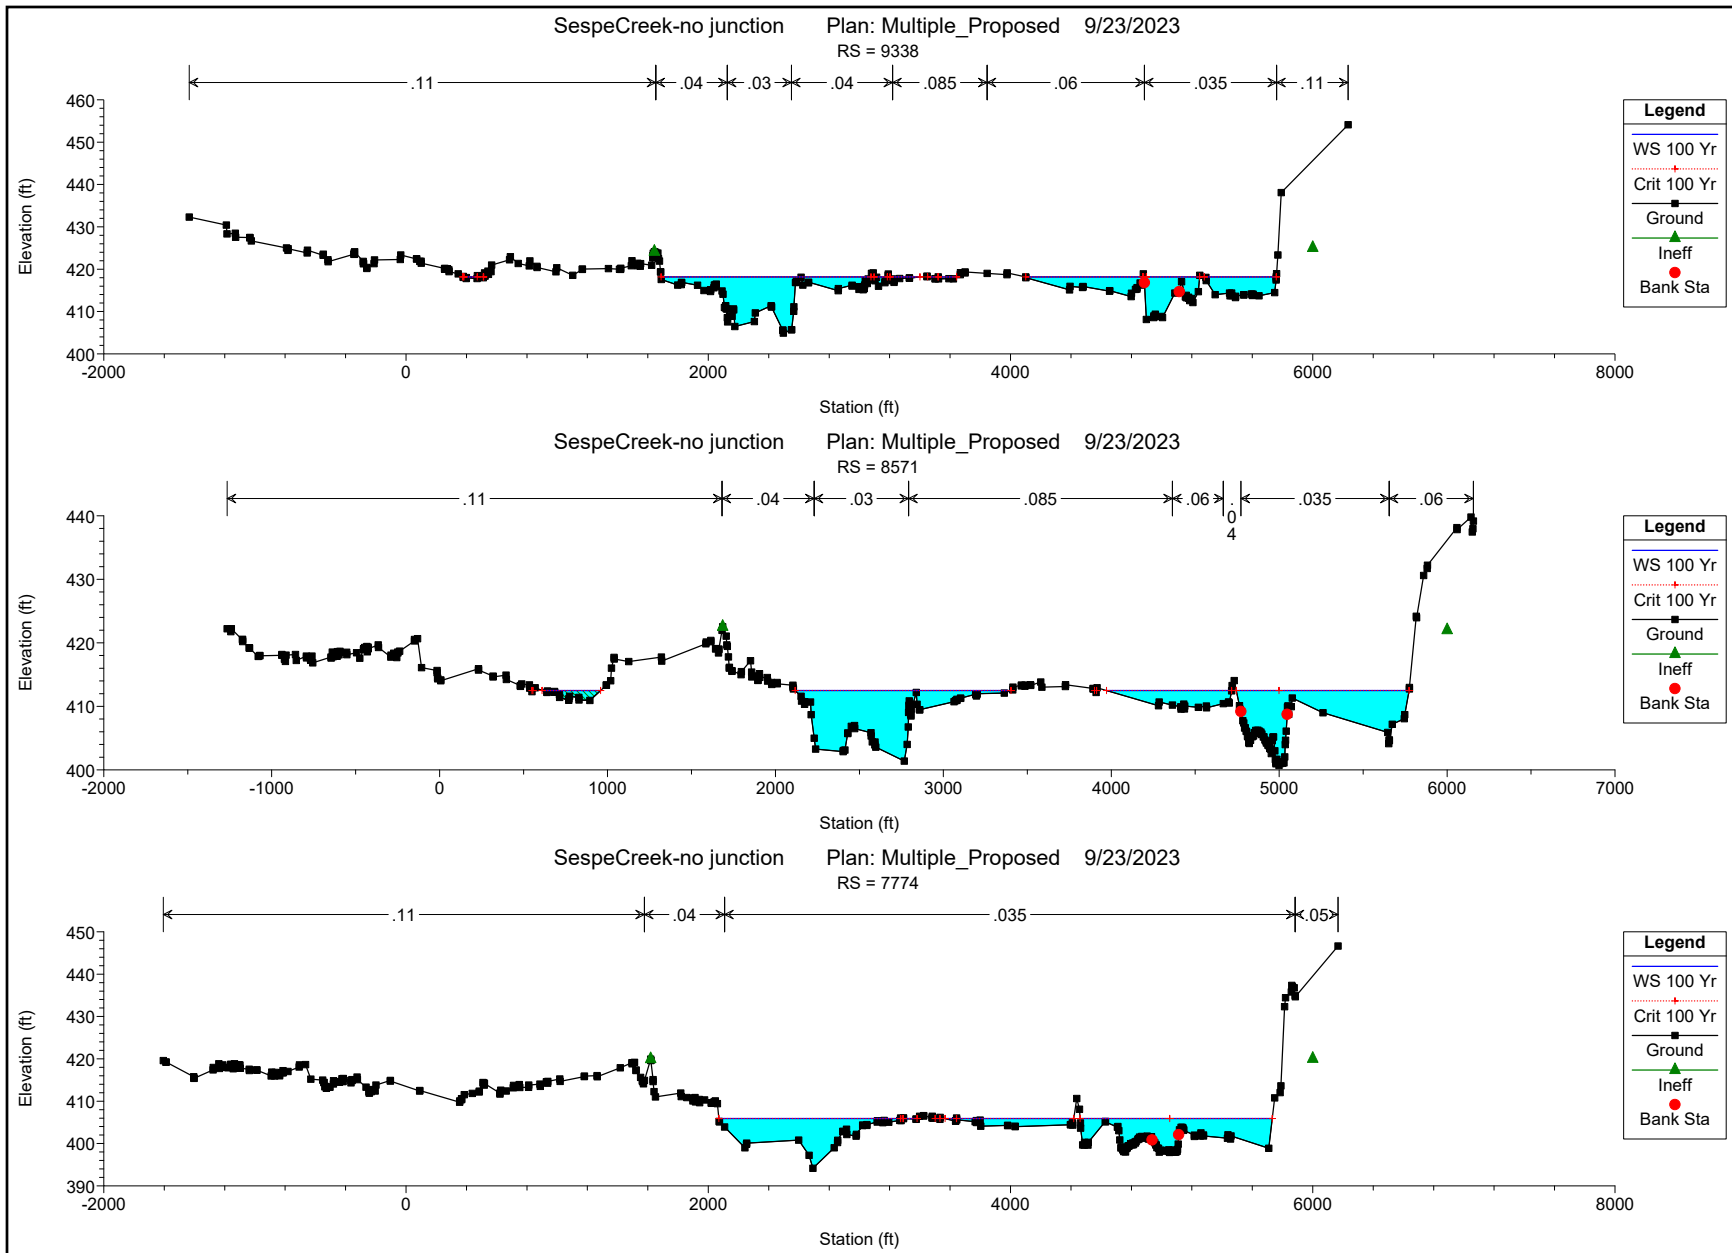 SespeCreek-no junction Plan: Multiple_Proposed 9/23/2023
RS = 9338
.11 .04 .03 .04 .085 .06 .035 .11
Elevation (ft)
460
450
440
430
420
410
400
-2000 0 2000 4000 6000 8000
Station (ft)
Legend
WS 100 Yr
Crit 100 Yr
Ground
Ineff
Bank Sta
SespeCreek-no junction Plan: Multiple_Proposed 9/23/2023
RS = 8571
.11 .04 .03 .085 .06 .04 .035 .06
Elevation (ft)
440
430
420
410
400
-2000 -1000 0 1000 2000 3000 4000 5000 6000 7000
Station (ft)
Legend
WS 100 Yr
Crit 100 Yr
Ground
Ineff
Bank Sta
SespeCreek-no junction Plan: Multiple_Proposed 9/23/2023
RS = 7774
.11 .04 .035 .05
Elevation (ft)
450
440
430
420
410
400
390
-2000 0 2000 4000 6000 8000
Station (ft)
Legend
WS 100 Yr
Crit 100 Yr
Ground
Ineff
Bank Sta